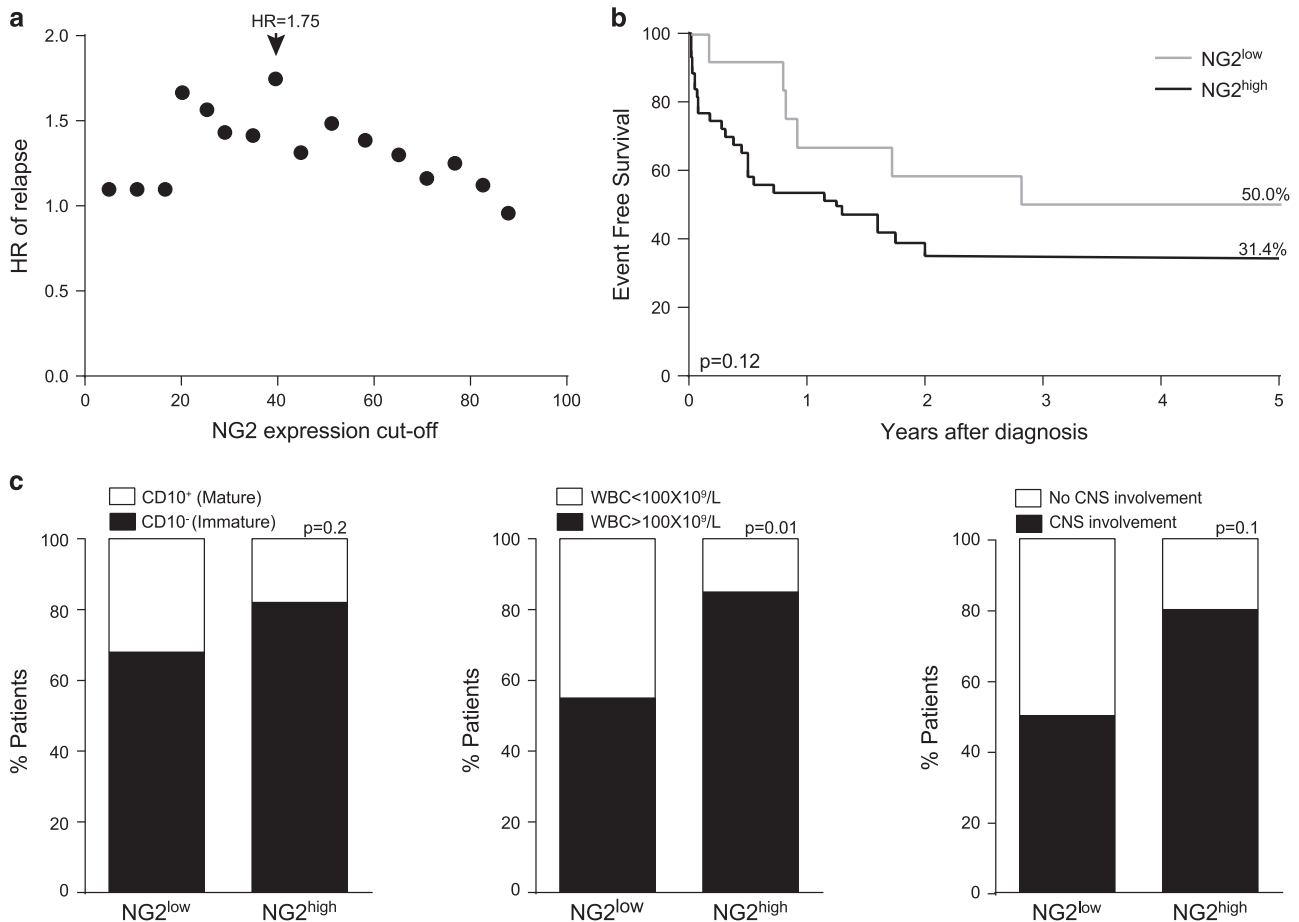 a
HR=1.75
2.0
1.5
1.0
0.5
0.0
HR of relapse
0 20 40 60 80 100
NG2 expression cut-off
b
100
80
60
40
20
0
Event Free Survival
NG2low
NG2high
50.0%
31.4%
p=0.12
0 1 2 3 4 5
Years after diagnosis
c
CD10+ (Mature)
CD10- (Immature)
p=0.2
100
80
60
40
20
0
% Patients
NG2low NG2high
WBC<100X10⁹/L
WBC>100X10⁹/L
p=0.01
100
80
60
40
20
0
% Patients
NG2low NG2high
No CNS involvement
CNS involvement
p=0.1
100
80
60
40
20
0
% Patients
NG2low NG2high